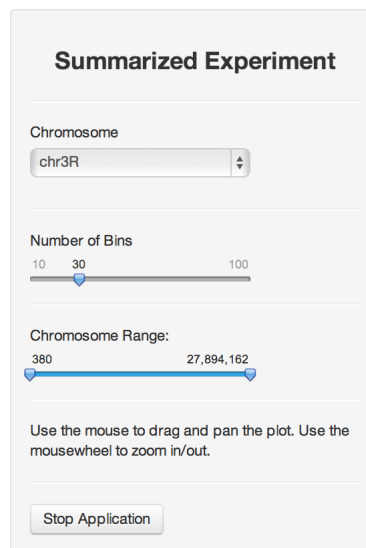 Summarized Experiment
Chromosome
chr3R
Number of Bins
10 30 100
Chromosome Range:
380 27,894,162
Use the mouse to drag and pan the plot. Use the
mousewheel to zoom in/out.
Stop Application